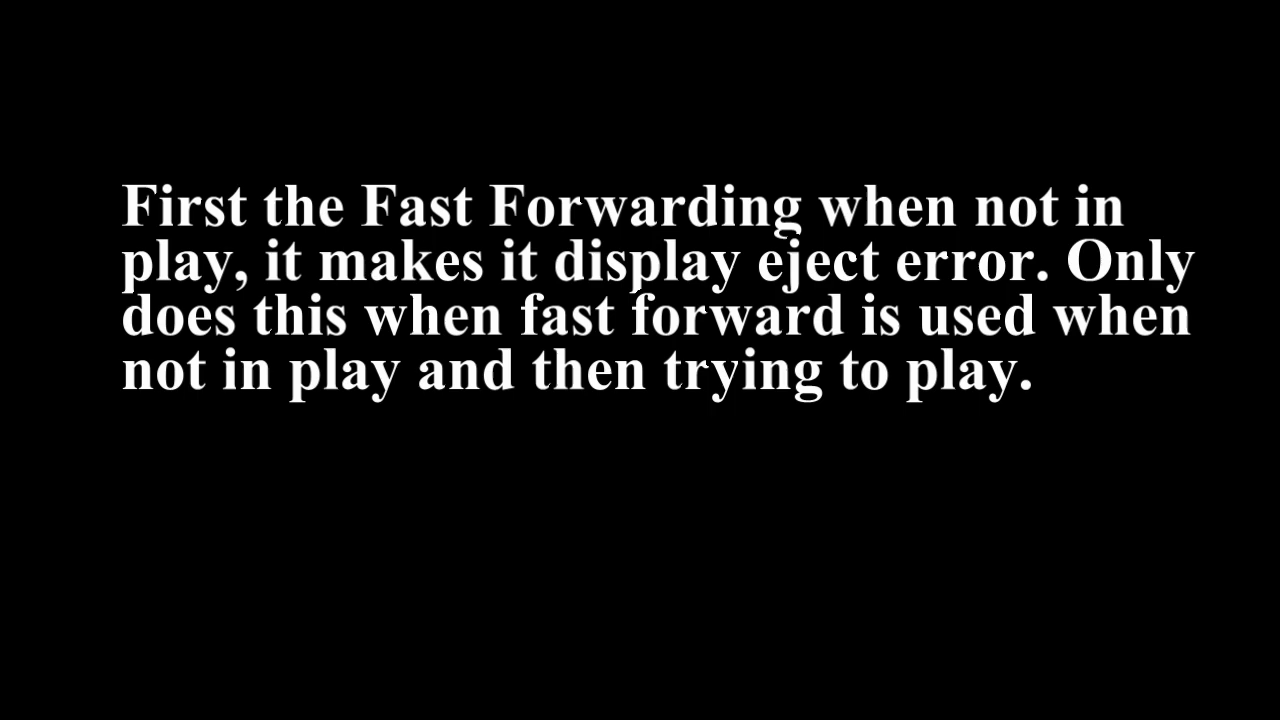 First the Fast Forwarding when not in
play, it makes it display eject error. Only
does this when fast forward is used when
not in play and then trying to play.